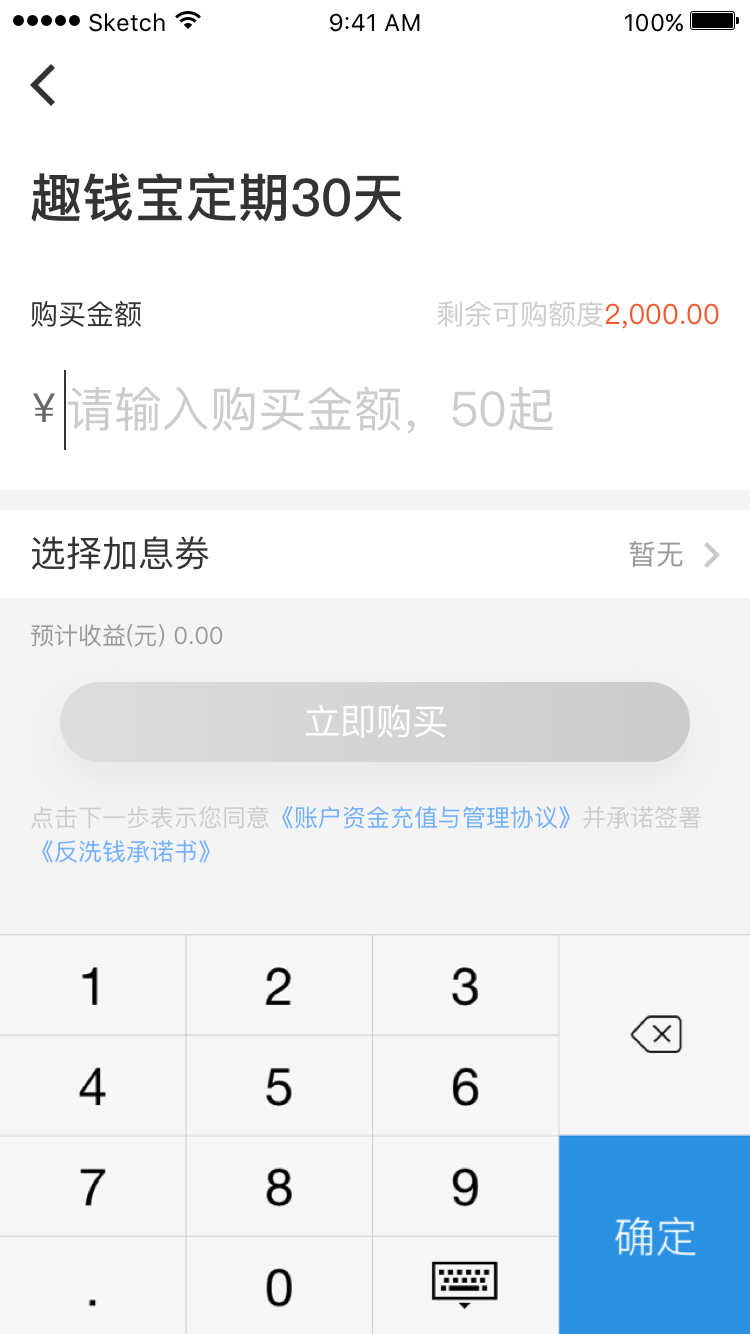 ●●●●● Sketch 9:41 AM 100%
趣钱宝定期30天
购买金额 剩余可购额度2,000.00
¥ 请输入购买金额，50起
选择加息券 暂无
预计收益(元) 0.00
立即购买
点击下一步表示您同意《账户资金充值与管理协议》并承诺签署
《反洗钱承诺书》
1 2 3
4 5 6
7 8 9
确定
. 0